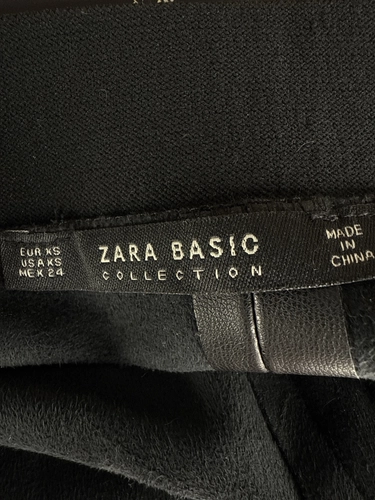 EUR XS
USA XS
MEX 24
ZARA BASIC
COLLECTION
MADE
IN
CHINA